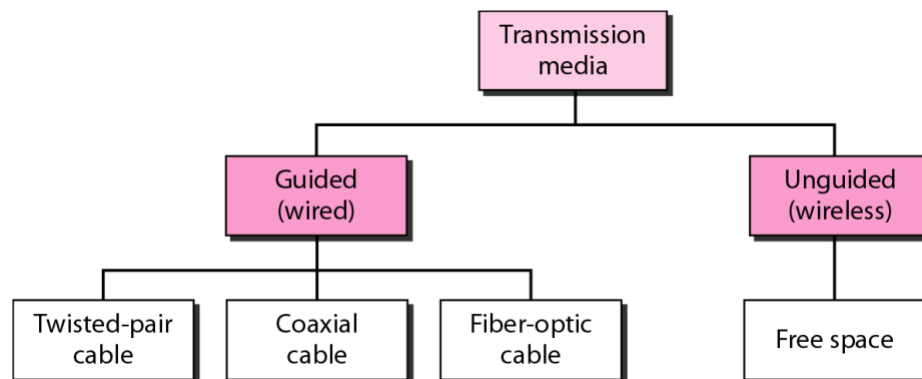 Transmission
media
Guided
(wired)
Unguided
(wireless)
Twisted-pair
cable
Coaxial
cable
Fiber-optic
cable
Free space